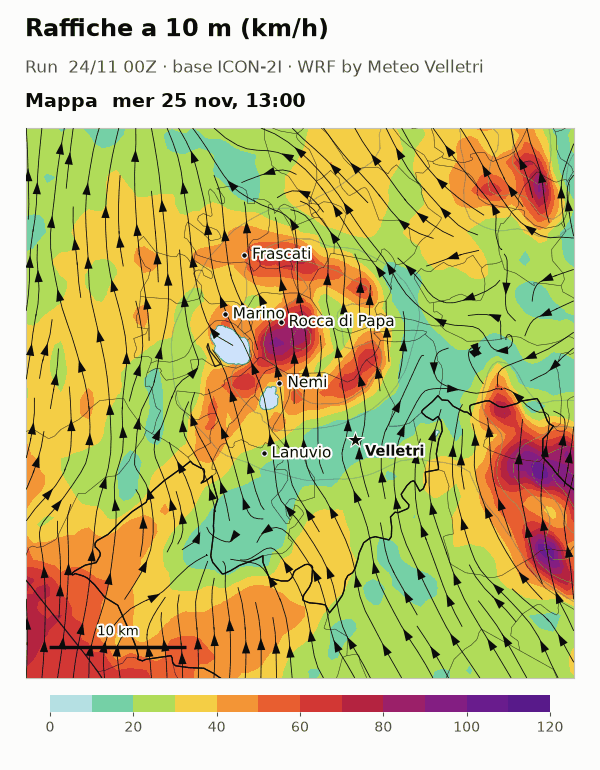 Raffiche a 10 m (km/h)
Run  24/11 00Z · base ICON-2I · WRF by Meteo Velletri
Mappa  mer 25 nov, 13:00
Frascati
Marino
Rocca di Papa
Nemi
Velletri
Lanuvio
10 km
0 20 40 60 80 100 120